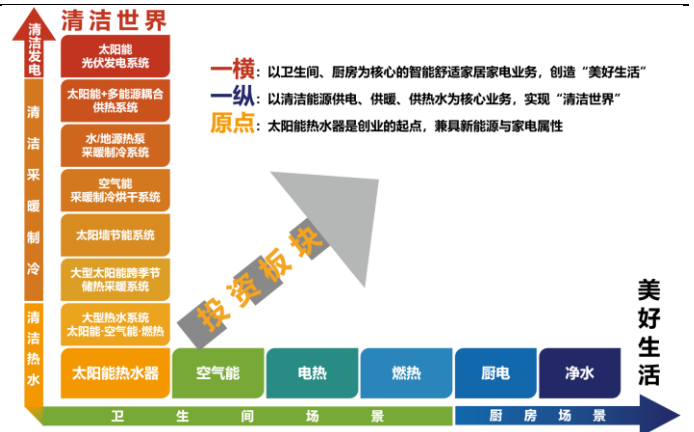 清洁世界
清洁发电
太阳能
光伏发电系统
一横：以卫生间、厨房为核心的智能舒适家居家电业务，创造“美好生活”
一纵：以清洁能源供电、供暖、供热水为核心业务，实现“清洁世界”
原点：太阳能热水器是创业的起点，兼具新能源与家电属性
清洁采暖制冷
太阳能+多能源耦合
供热系统
水/地源热泵
采暖制冷系统
空气能
采暖制冷烘干系统
太阳墙节能系统
大型太阳能跨季节
储热采暖系统
清洁热水
大型热水系统
太阳能·空气能·燃热
投资板块
美好生活
太阳能热水器
空气能
电热
燃热
厨电
净水
卫生间场景
厨房场景